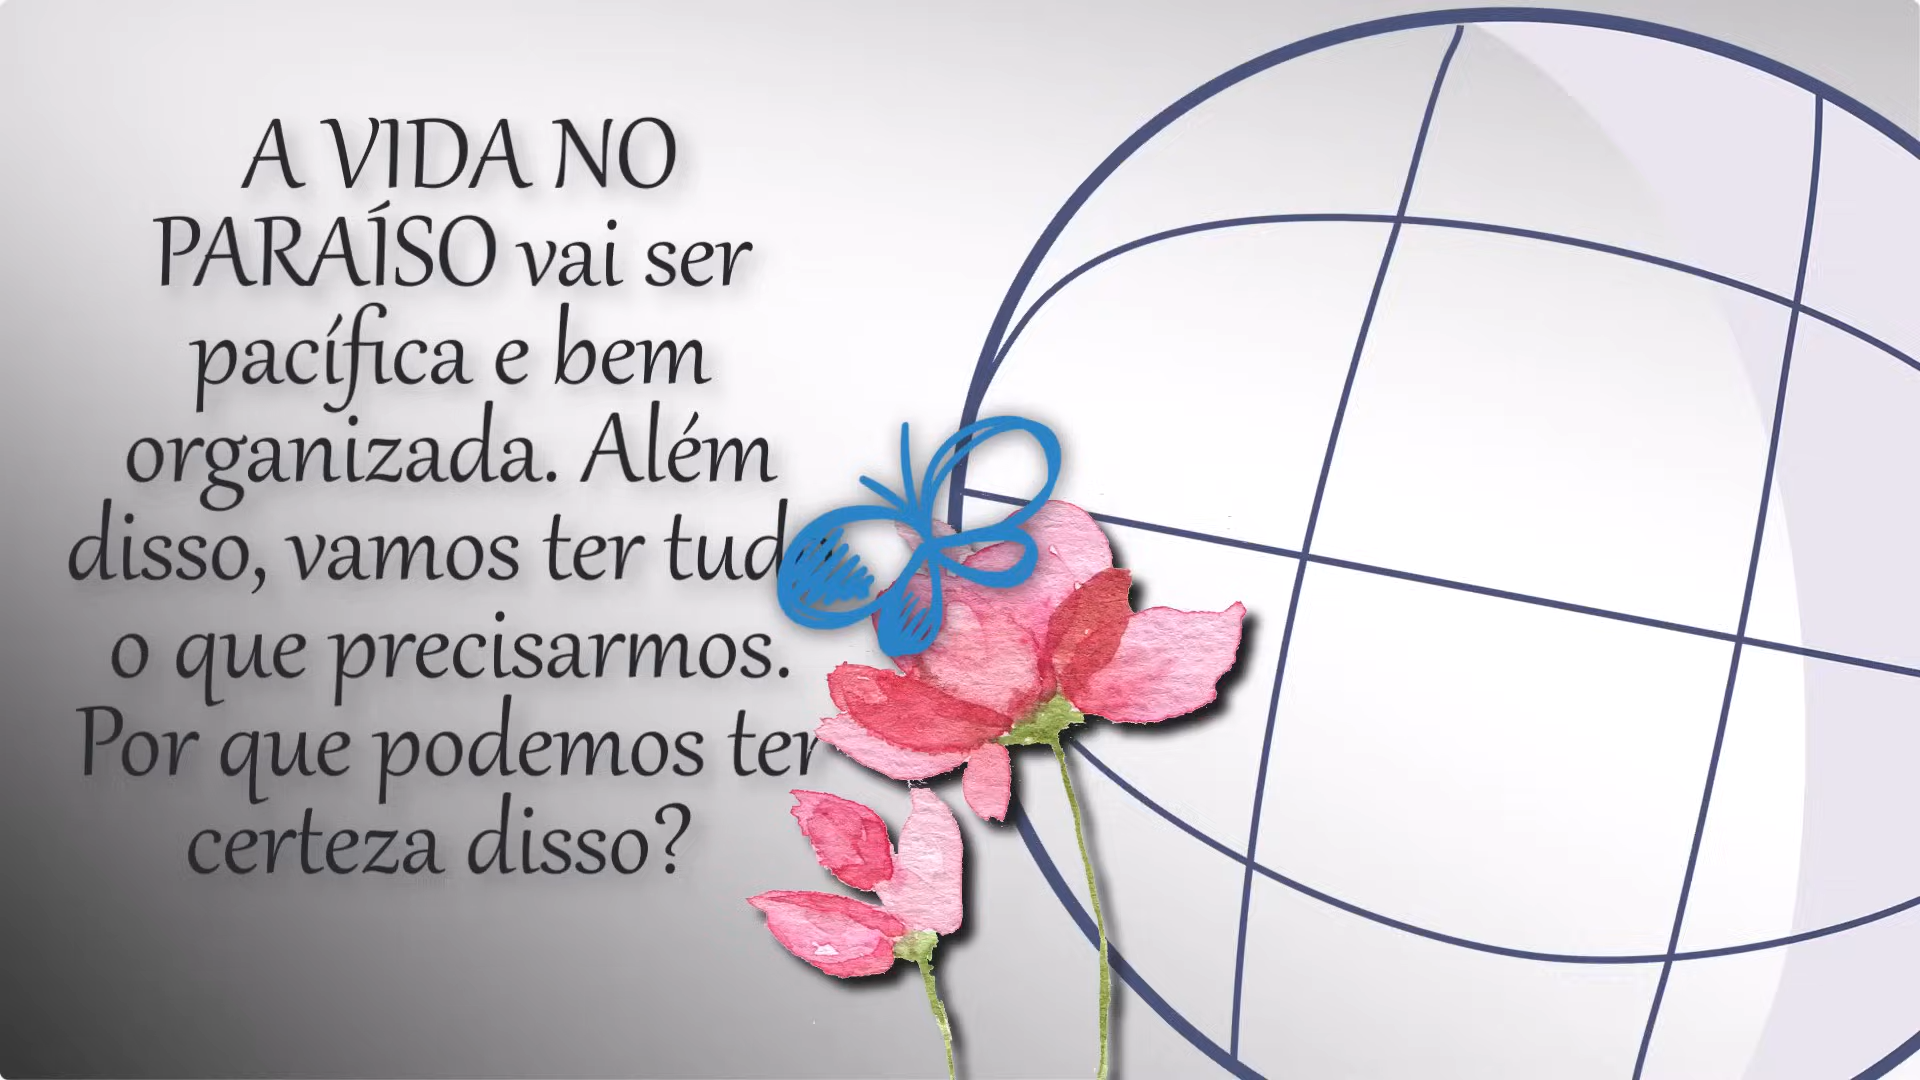 A VIDA NO
PARAÍSO vai ser
pacífica e bem
organizada. Além
disso, vamos ter tudo
o que precisarmos.
Por que podemos ter
certeza disso?